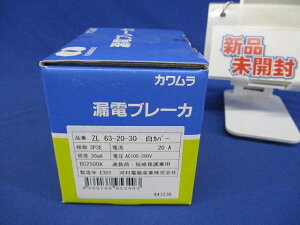 カワムラ
漏電ブレーカ
品番 ZL 63-20-30 白カバー
極数 3P3E 電流 20 A
感度 30mA 電圧 AC100-200V
BC2500A 過負荷・短絡保護兼用
製造年 E303 河村電器産業株式会社
447236
新品
未開封